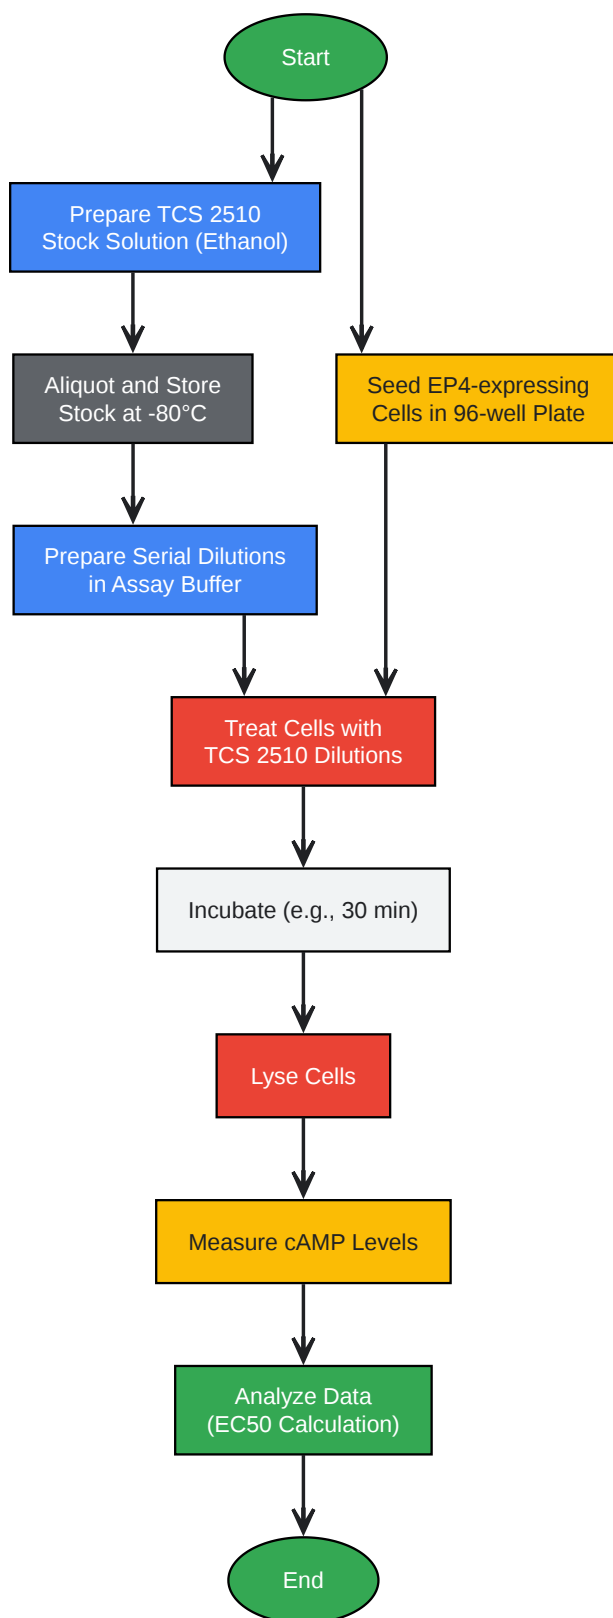 Start
Prepare TCS 2510
Stock Solution (Ethanol)
Aliquot and Store
Stock at -80°C
Seed EP4-expressing
Cells in 96-well Plate
Prepare Serial Dilutions
in Assay Buffer
Treat Cells with
TCS 2510 Dilutions
Incubate (e.g., 30 min)
Lyse Cells
Measure cAMP Levels
Analyze Data
(EC50 Calculation)
End